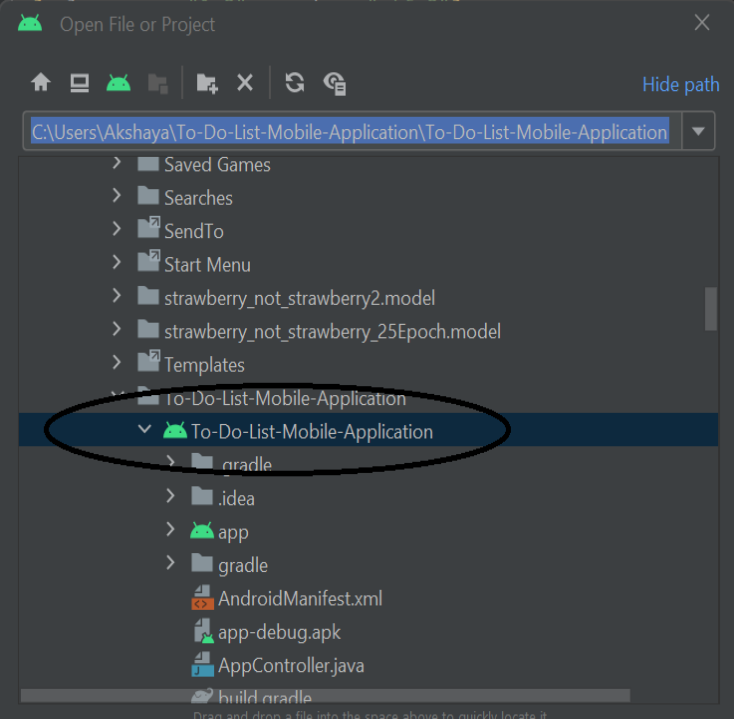 Open File or Project
Hide path
C:\Users\Akshaya\To-Do-List-Mobile-Application\To-Do-List-Mobile-Application
Saved Games
Searches
SendTo
Start Menu
strawberry_not_strawberry2.model
strawberry_not_strawberry_25Epoch.model
Templates
To-Do-List-Mobile-Application
To-Do-List-Mobile-Application
.gradle
.idea
app
gradle
AndroidManifest.xml
app-debug.apk
AppController.java
build.gradle
Drag and drop a file into the space above to quickly locate it